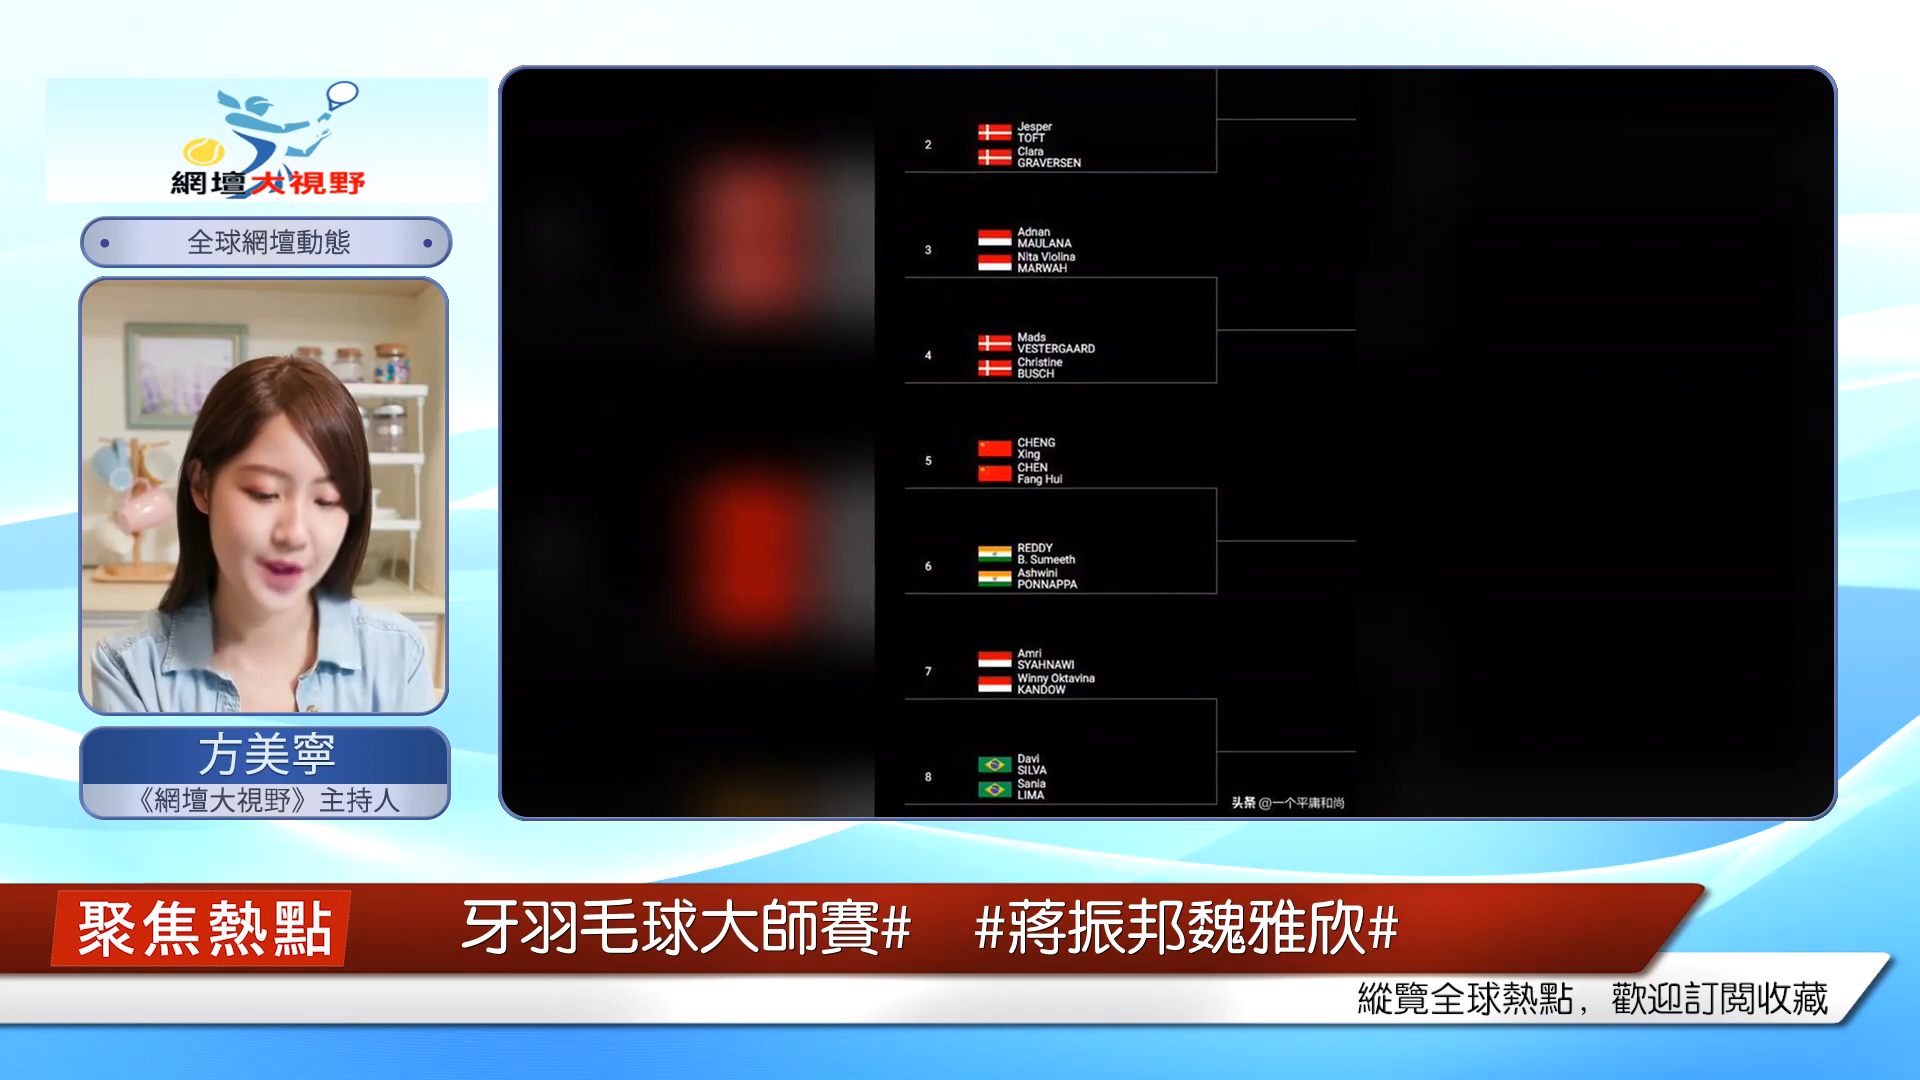 網壇大視野
全球網壇動態
方美寧
《網壇大視野》主持人
2
Jesper
TOFT
Clara
GRAVERSEN
3
Adnan
MAULANA
Nita Violina
MARWAH
4
Mads
VESTERGAARD
Christine
BUSCH
5
CHENG
Xing
CHEN
Fang Hui
6
REDDY
B. Sumeeth
Ashwini
PONNAPPA
7
Amri
SYAHNAWI
Winny Oktavina
KANDOW
8
Davi
SILVA
Sania
LIMA
头条 @一个平庸和尚
聚焦熱點
牙羽毛球大師賽# #蔣振邦魏雅欣#
縱覽全球熱點，歡迎訂閱收藏